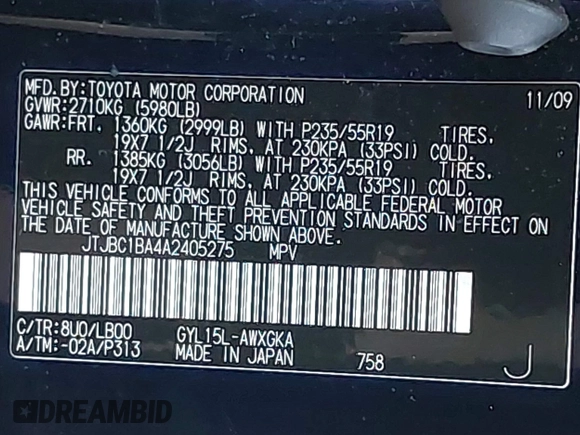 MFD.BY:TOYOTA MOTOR CORPORATION 11/09
GVWR:2710KG (5980LB)
GAWR:FRT. 1360KG (2999LB) WITH P235/55R19 TIRES,
19X7 1/2J RIMS, AT 230KPA (33PSI) COLD.
RR. 1385KG (3056LB) WITH P235/55R19 TIRES,
19X7 1/2J RIMS, AT 230KPA (33PSI) COLD.
THIS VEHICLE CONFORMS TO ALL APPLICABLE FEDERAL MOTOR
VEHICLE SAFETY AND THEFT PREVENTION STANDARDS IN EFFECT ON
THE DATE OF MANUFACTURE SHOWN ABOVE.
JTJBC1BA4A2405275 MPV
C/TR:8U0/LB00 GYL15L-AWXGKA
A/TM:-02A/P313 MADE IN JAPAN 758 J
DREAMBID